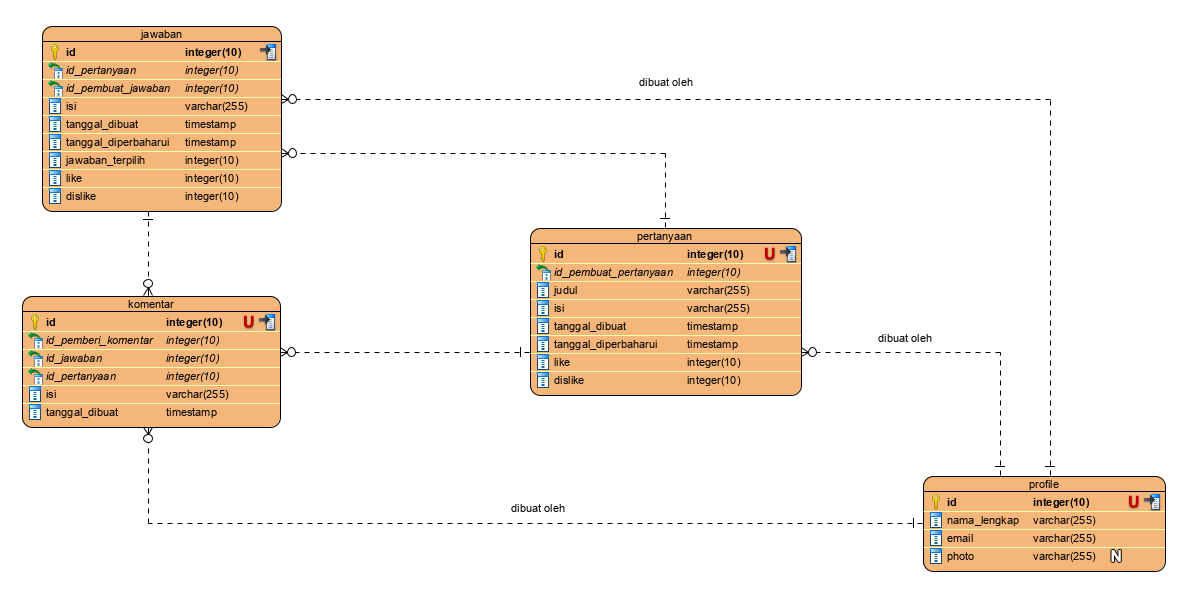 jawaban
id integer(10)
id_pertanyaan integer(10)
id_pembuat_jawaban integer(10)
isi varchar(255)
tanggal_dibuat timestamp
tanggal_diperbaharui timestamp
jawaban_terpilih integer(10)
like integer(10)
dislike integer(10)
dibuat oleh
pertanyaan
id integer(10) U
id_pembuat_pertanyaan integer(10)
judul varchar(255)
isi varchar(255)
tanggal_dibuat timestamp
tanggal_diperbaharui timestamp
like integer(10)
dislike integer(10)
dibuat oleh
komentar
id integer(10) U
id_pemberi_komentar integer(10)
id_jawaban integer(10)
id_pertanyaan integer(10)
isi varchar(255)
tanggal_dibuat timestamp
dibuat oleh
profile
id integer(10) U
nama_lengkap varchar(255)
email varchar(255)
photo varchar(255) N